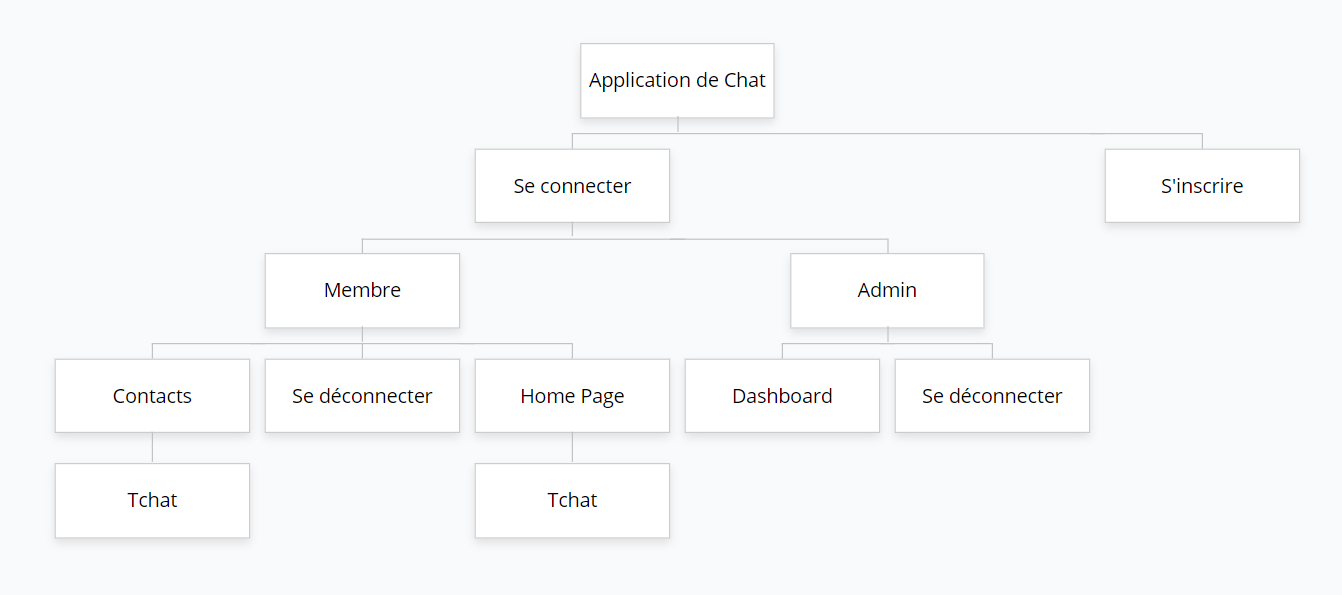 Application de Chat
Se connecter
S'inscrire
Membre
Admin
Contacts
Se déconnecter
Home Page
Dashboard
Se déconnecter
Tchat
Tchat